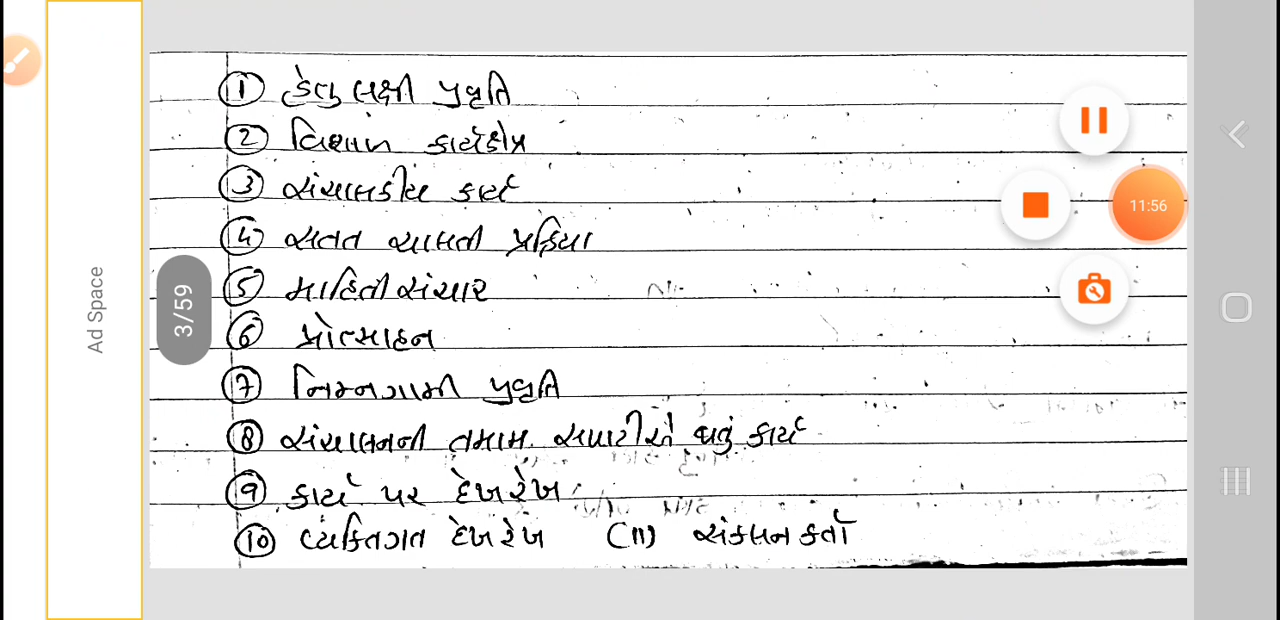 ① હેતુ લક્ષી પ્રવૃતિ
② વિશાળ કાર્યક્ષેત્ર
③ સંચાલકીય કાર્ય
④ સતત ચાલતી પ્રક્રિયા
⑤ માહિતી સંચાર
⑥ પ્રોત્સાહન
⑦ નિમ્નગામી પ્રવૃતિ
⑧ સંચાલનની તમામ સપાટીએ થતું કાર્ય
⑨ કાર્ય પર દેખરેખ
⑩ વ્યક્તિગત દેખરેખ (11) સંકલન કર્તા
Ad Space
3/59
11:56